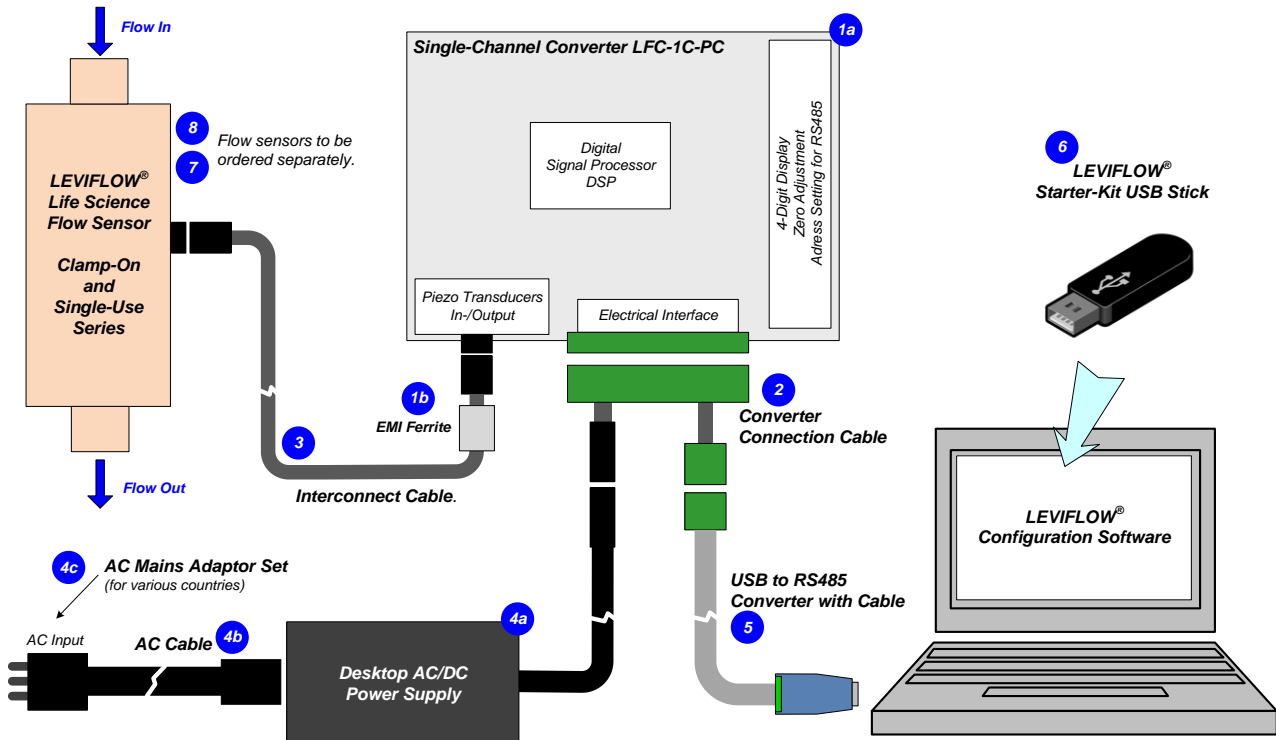 Flow In
1a
Single-Channel Converter LFC-1C-PC
8
7
Flow sensors to be
ordered separately.
LEVIFLOW®
Life Science
Flow Sensor
Clamp-On
and
Single-Use
Series
Digital
Signal Processor
DSP
4-Digit Display
Zero Adjustment
Adress Setting for RS485
6
LEVIFLOW®
Starter-Kit USB Stick
Piezo Transducers
In-/Output
Electrical Interface
1b
EMI Ferrite
2
Converter
Connection Cable
3
Interconnect Cable.
Flow Out
LEVIFLOW®
Configuration Software
4c
AC Mains Adaptor Set
(for various countries)
AC Input
AC Cable
4b
4a
Desktop AC/DC
Power Supply
USB to RS485
Converter with Cable
5